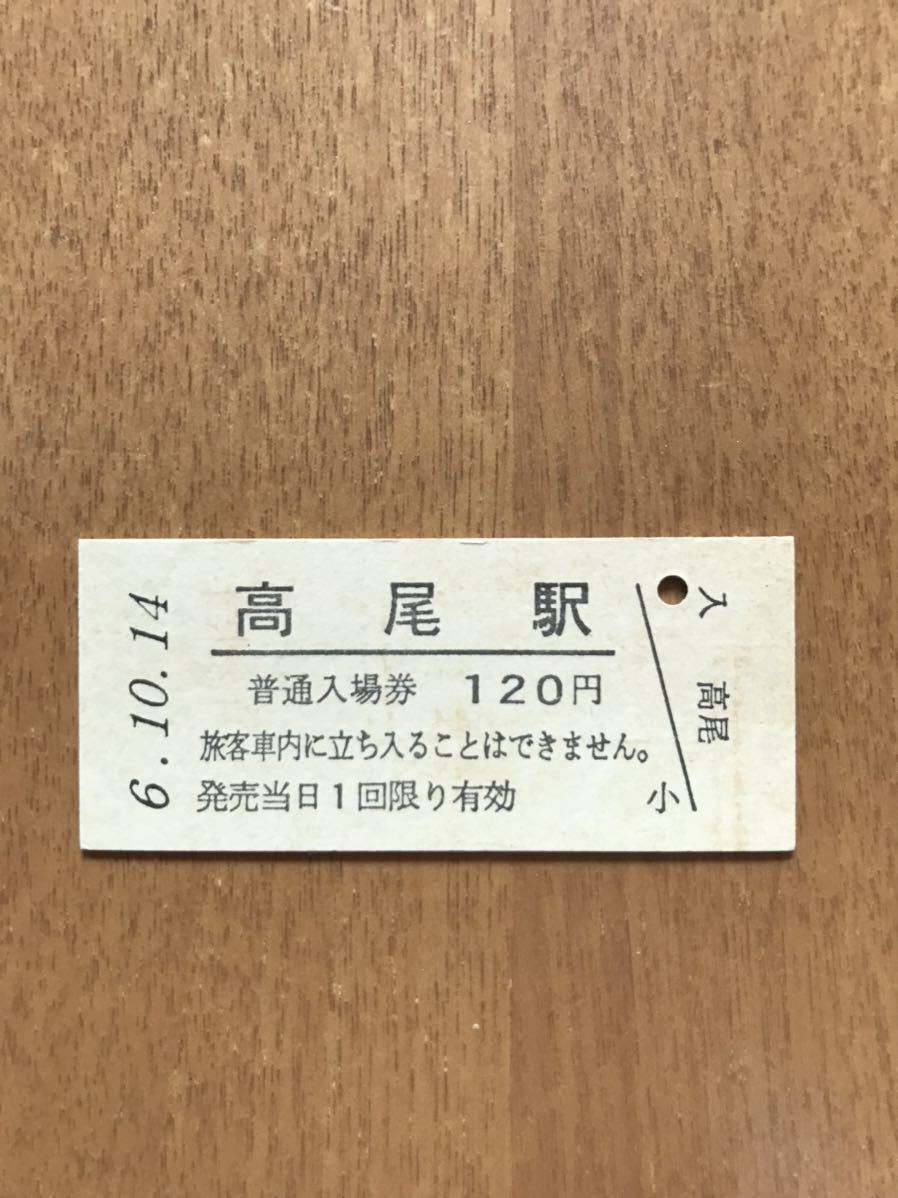 6.10.14
高尾駅
普通入場券 120円
旅客車内に立ち入ることはできません。
発売当日1回限り有効
小
入 高尾